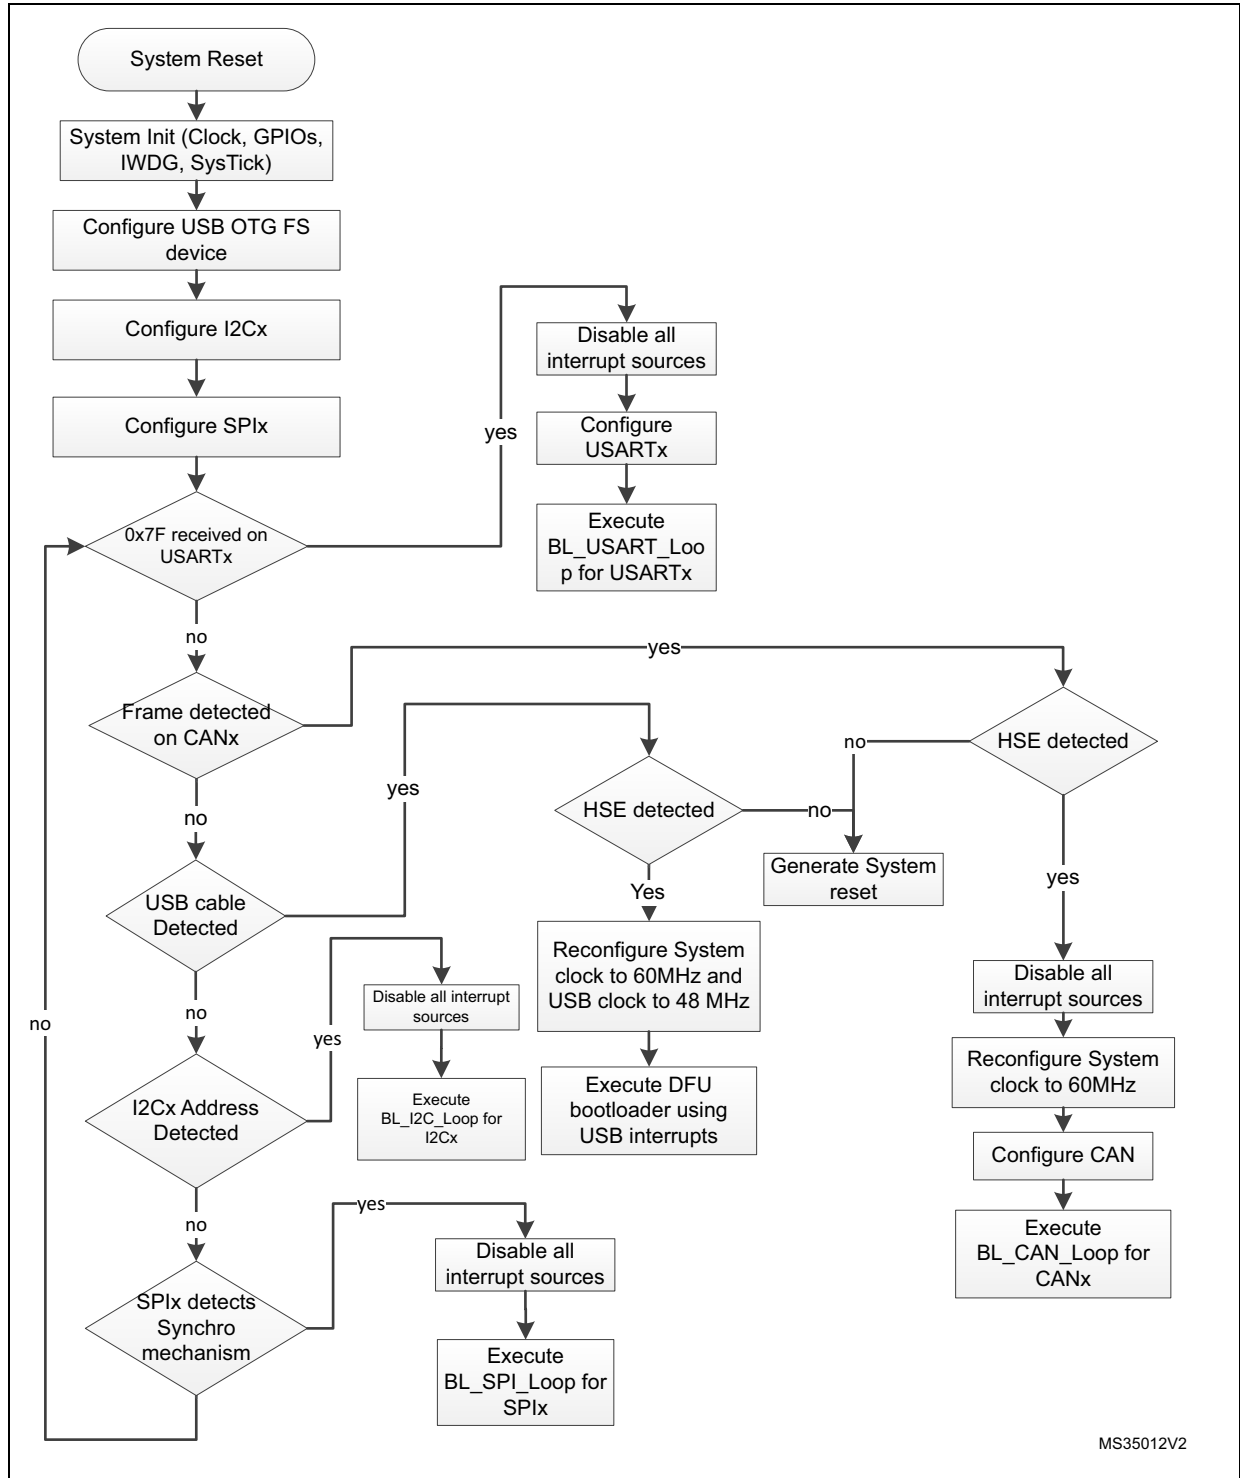 System Reset
System Init (Clock, GPIOs,
IWDG, SysTick)
Configure USB OTG FS
device
Configure I2Cx
Configure SPIx
0x7F received on
USARTx
yes
Disable all
interrupt sources
Configure
USARTx
Execute
BL_USART_Loo
p for USARTx
no
Frame detected
on CANx
yes
HSE detected
no
yes
Disable all
interrupt sources
Reconfigure System
clock to 60MHz
Configure CAN
Execute
BL_CAN_Loop for
CANx
no
USB cable
Detected
yes
HSE detected
no
Generate System
reset
Yes
Reconfigure System
clock to 60MHz and
USB clock to 48 MHz
Execute DFU
bootloader using
USB interrupts
no
I2Cx Address
Detected
yes
Disable all interrupt
sources
Execute
BL_I2C_Loop for
I2Cx
no
SPIx detects
Synchro
mechanism
yes
Disable all
interrupt sources
Execute
BL_SPI_Loop for
SPIx
no
MS35012V2